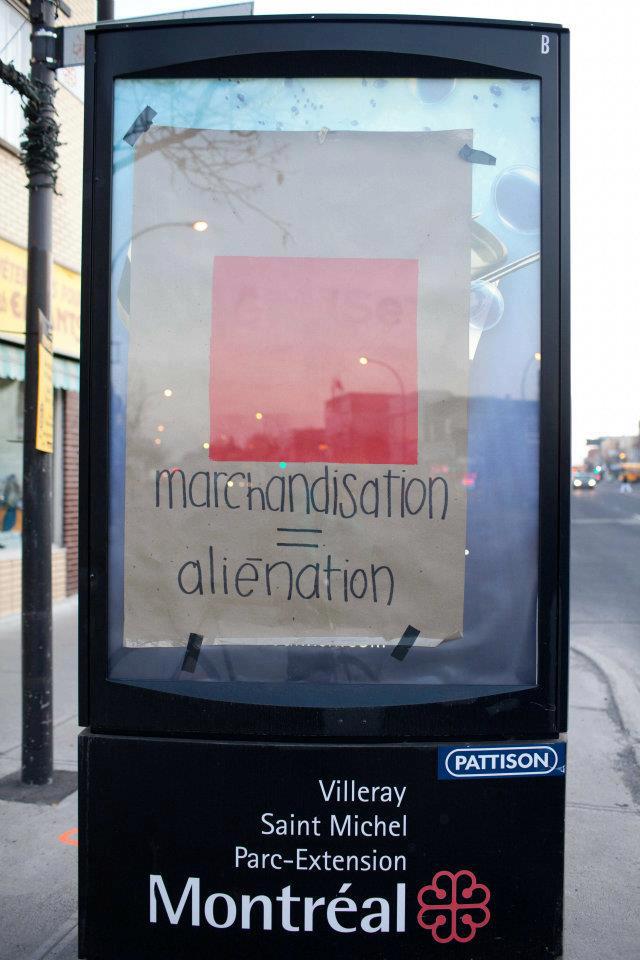 B
marchandisation
=
aliénation
PATTISON
Villeray
Saint Michel
Parc-Extension
Montréal